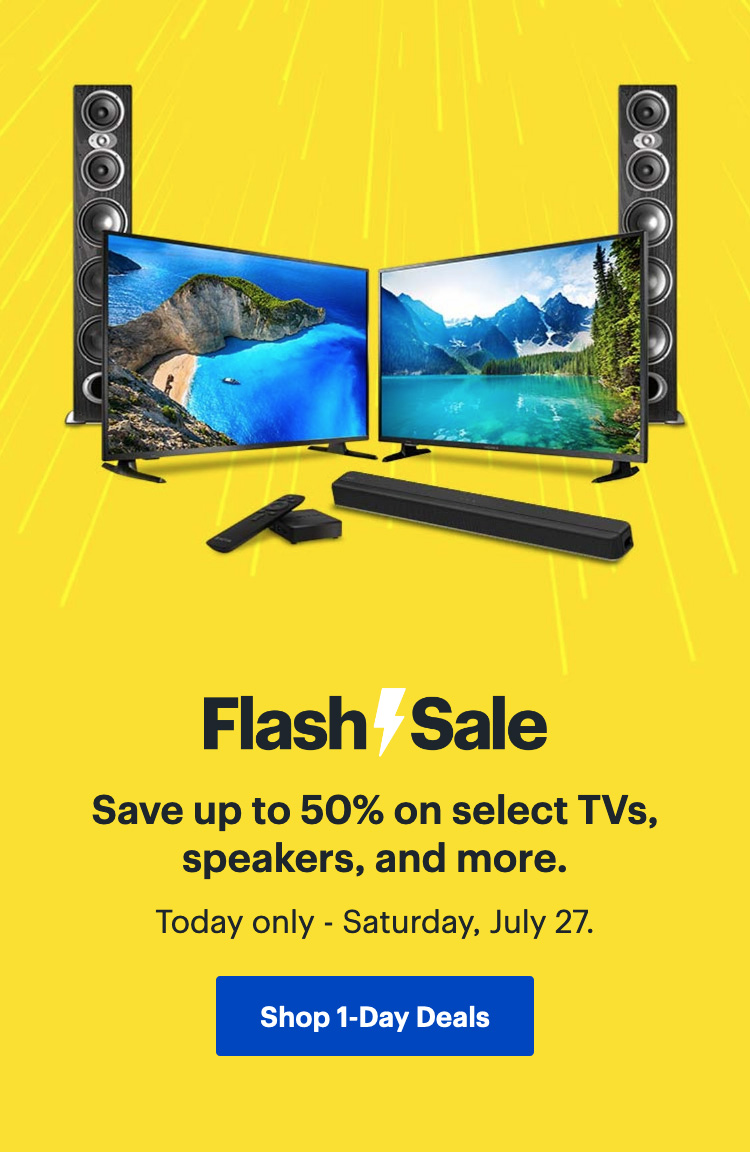 Flash Sale
Save up to 50% on select TVs,
speakers, and more.
Today only - Saturday, July 27.
Shop 1-Day Deals